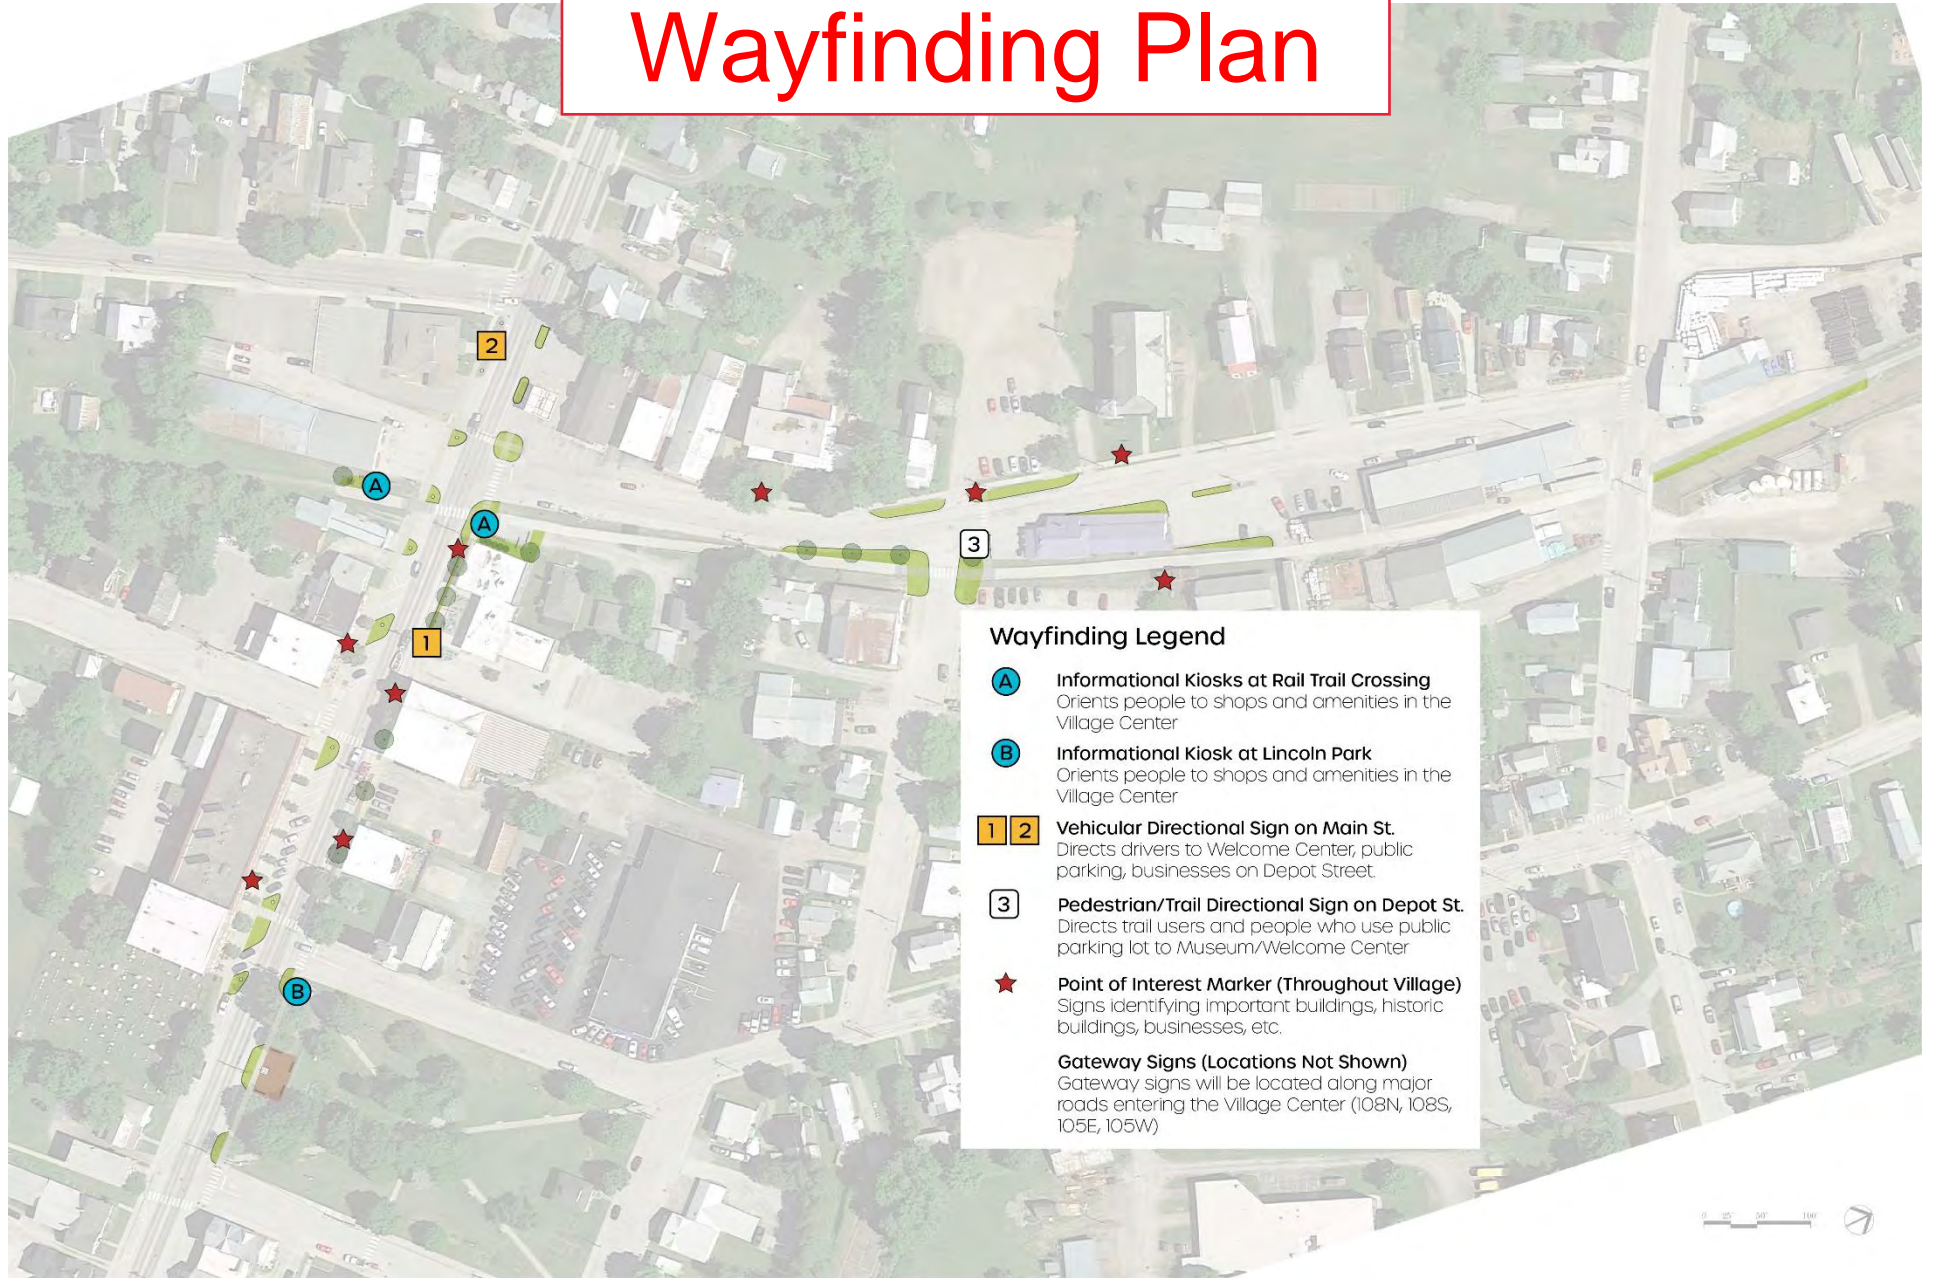 Wayfinding Plan
2
A
A
3
1
B
Wayfinding Legend
A
Informational Kiosks at Rail Trail Crossing
Orients people to shops and amenities in the
Village Center
B
Informational Kiosk at Lincoln Park
Orients people to shops and amenities in the
Village Center
1 2
Vehicular Directional Sign on Main St.
Directs drivers to Welcome Center, public
parking, businesses on Depot Street.
3
Pedestrian/Trail Directional Sign on Depot St.
Directs trail users and people who use public
parking lot to Museum/Welcome Center
Point of Interest Marker (Throughout Village)
Signs identifying important buildings, historic
buildings, businesses, etc.
Gateway Signs (Locations Not Shown)
Gateway signs will be located along major
roads entering the Village Center (108N, 108S,
105E, 105W)
0 25' 50' 100'